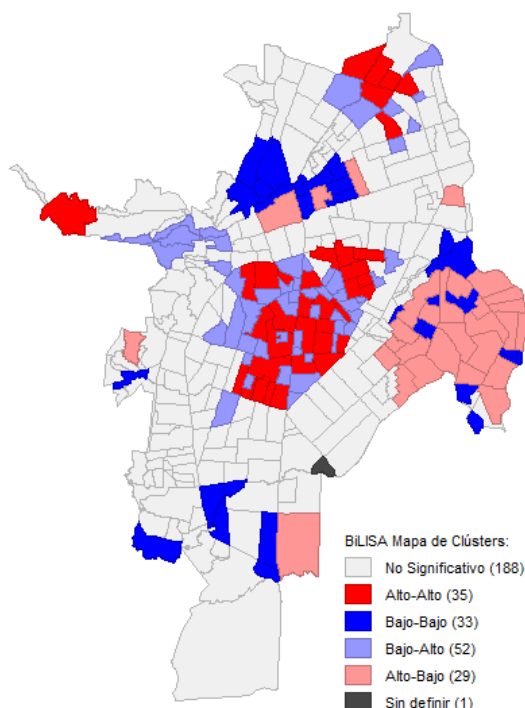 BiLISA Mapa de Clústers:
No Significativo (188)
Alto-Alto (35)
Bajo-Bajo (33)
Bajo-Alto (52)
Alto-Bajo (29)
Sin definir (1)